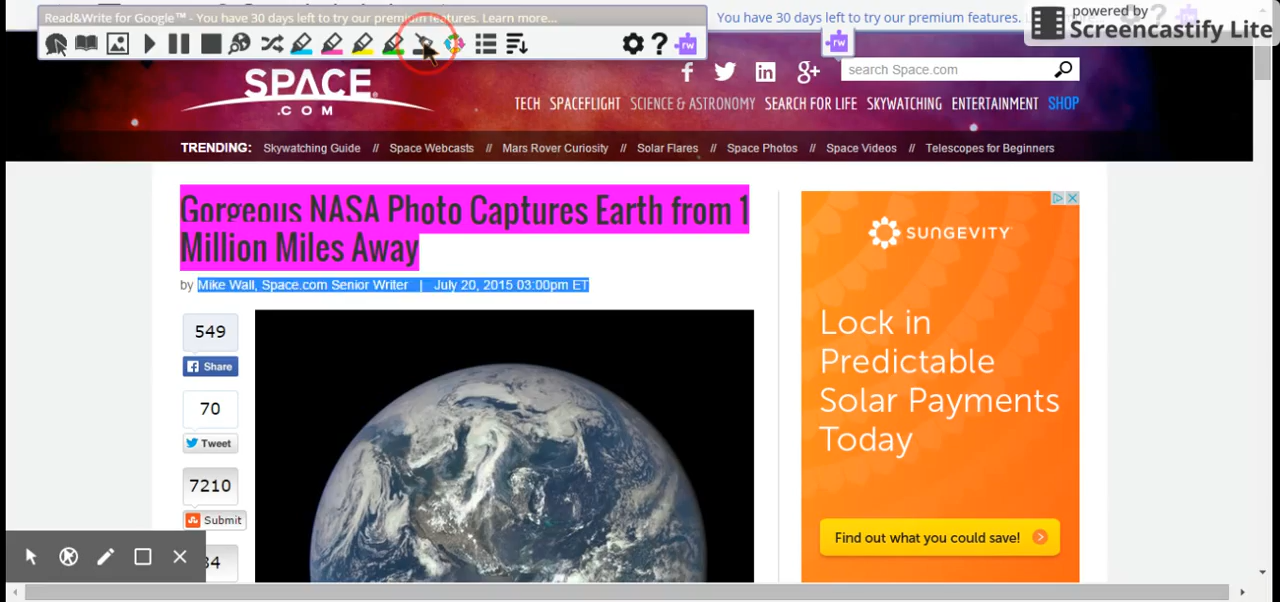 Read&Write for Google™ - You have 30 days left to try our premium features. Learn more...
You have 30 days left to try our premium features.
powered by
Screencastify Lite
rw
rw
SPACE
.COM
search Space.com
TECH SPACEFLIGHT SCIENCE & ASTRONOMY SEARCH FOR LIFE SKYWATCHING ENTERTAINMENT SHOP
TRENDING: Skywatching Guide // Space Webcasts // Mars Rover Curiosity // Solar Flares // Space Photos // Space Videos // Telescopes for Beginners
Gorgeous NASA Photo Captures Earth from 1
Million Miles Away
by Mike Wall, Space.com Senior Writer | July 20, 2015 03:00pm ET
549
Share
70
Tweet
7210
Submit
34
SUNGEVITY
Lock in
Predictable
Solar Payments
Today
Find out what you could save!